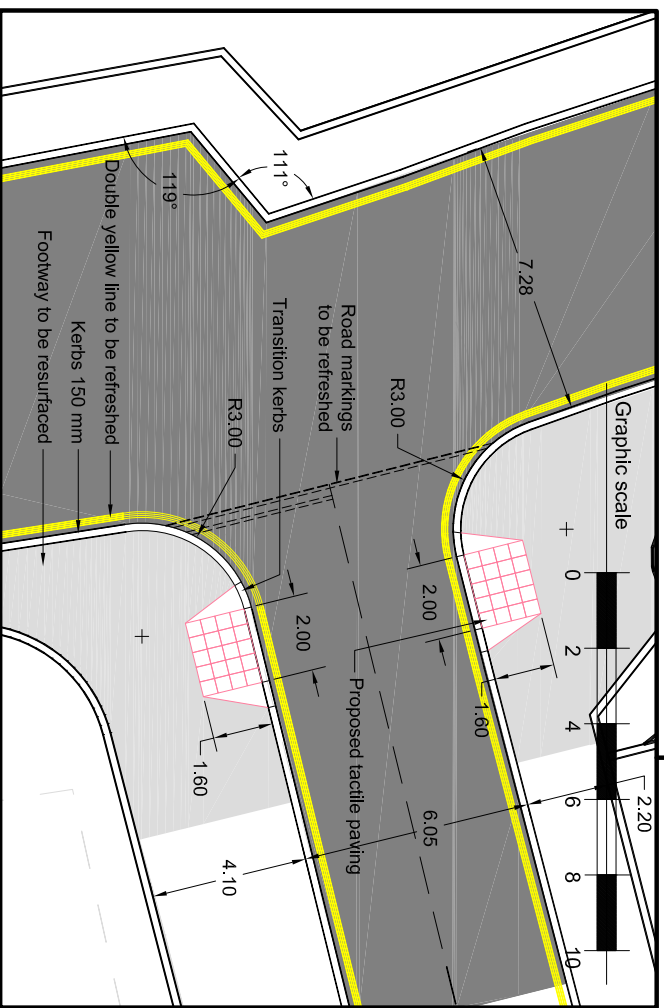 Graphic scale
0
2
4
6
8
10
7.28
111°
119°
R3.00
Road markings
to be refreshed
Transition kerbs
R3.00
Double yellow line to be refreshed
Kerbs 150 mm
Footway to be resurfaced
2.00
2.00
1.60
1.60
Proposed tactile paving
2.20
6.05
4.10